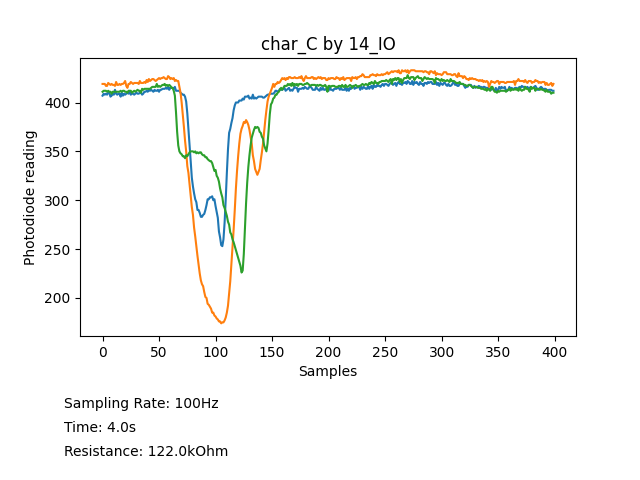 char_C by 14_IO
Photodiode reading
400
350
300
250
200
0 50 100 150 200 250 300 350 400
Samples
Sampling Rate: 100Hz
Time: 4.0s
Resistance: 122.0kOhm